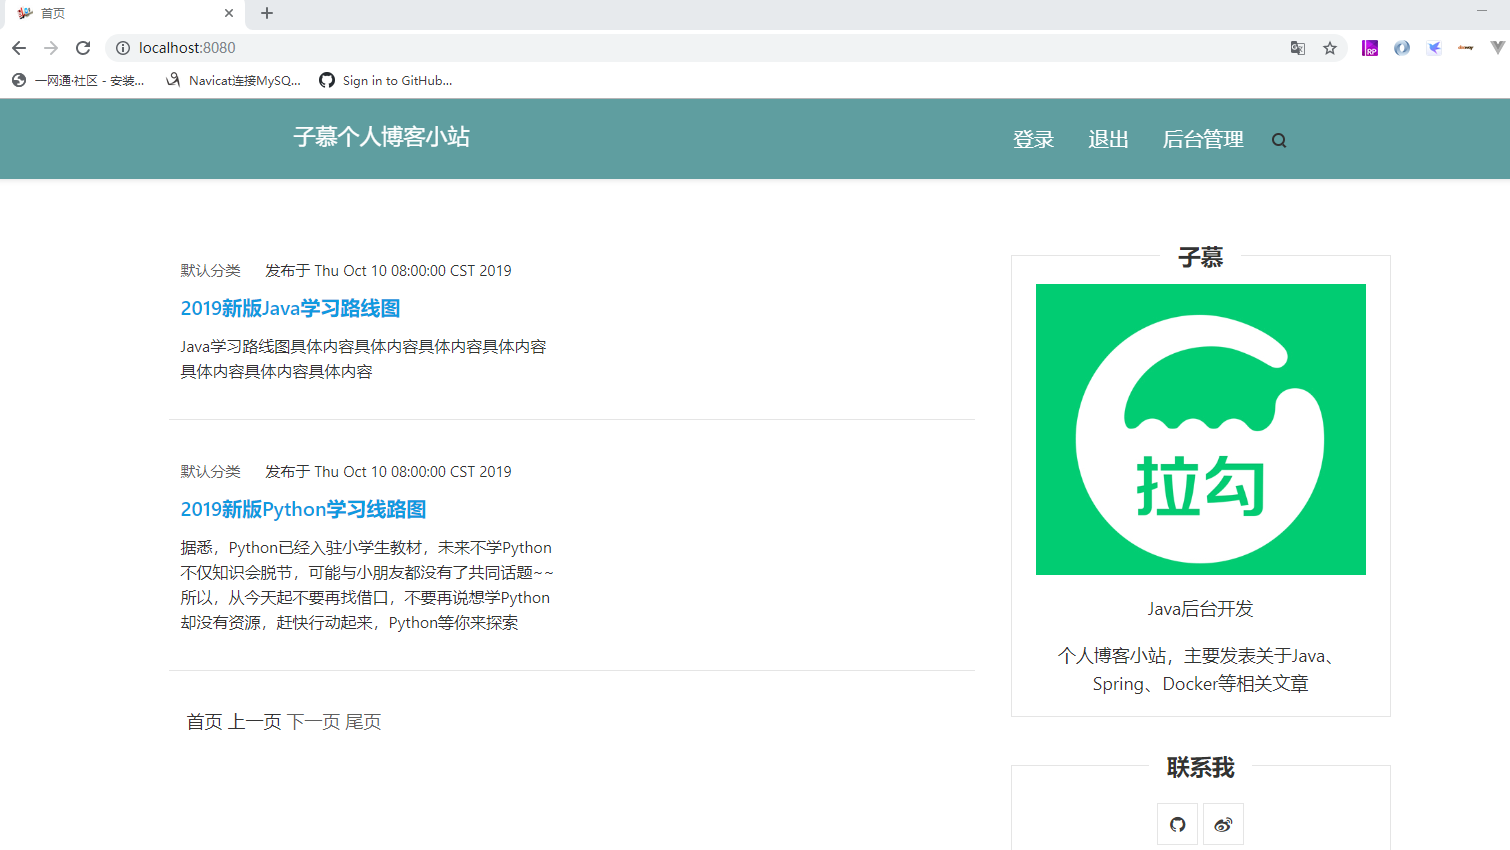 首页
localhost:8080
一网通·社区 - 安装...
Navicat连接MySQ...
Sign in to GitHub...
子慕个人博客小站
登录 退出 后台管理
默认分类 发布于 Thu Oct 10 08:00:00 CST 2019
2019新版Java学习路线图
Java学习路线图具体内容具体内容具体内容具体内容
具体内容具体内容具体内容
默认分类 发布于 Thu Oct 10 08:00:00 CST 2019
2019新版Python学习线路图
据悉，Python已经入驻小学生教材，未来不学Python
不仅知识会脱节，可能与小朋友都没有了共同话题~~
所以，从今天起不要再找借口，不要再说想学Python
却没有资源，赶快行动起来，Python等你来探索
首页 上一页 下一页 尾页
子慕
拉勾
Java后台开发
个人博客小站，主要发表关于Java、
Spring、Docker等相关文章
联系我